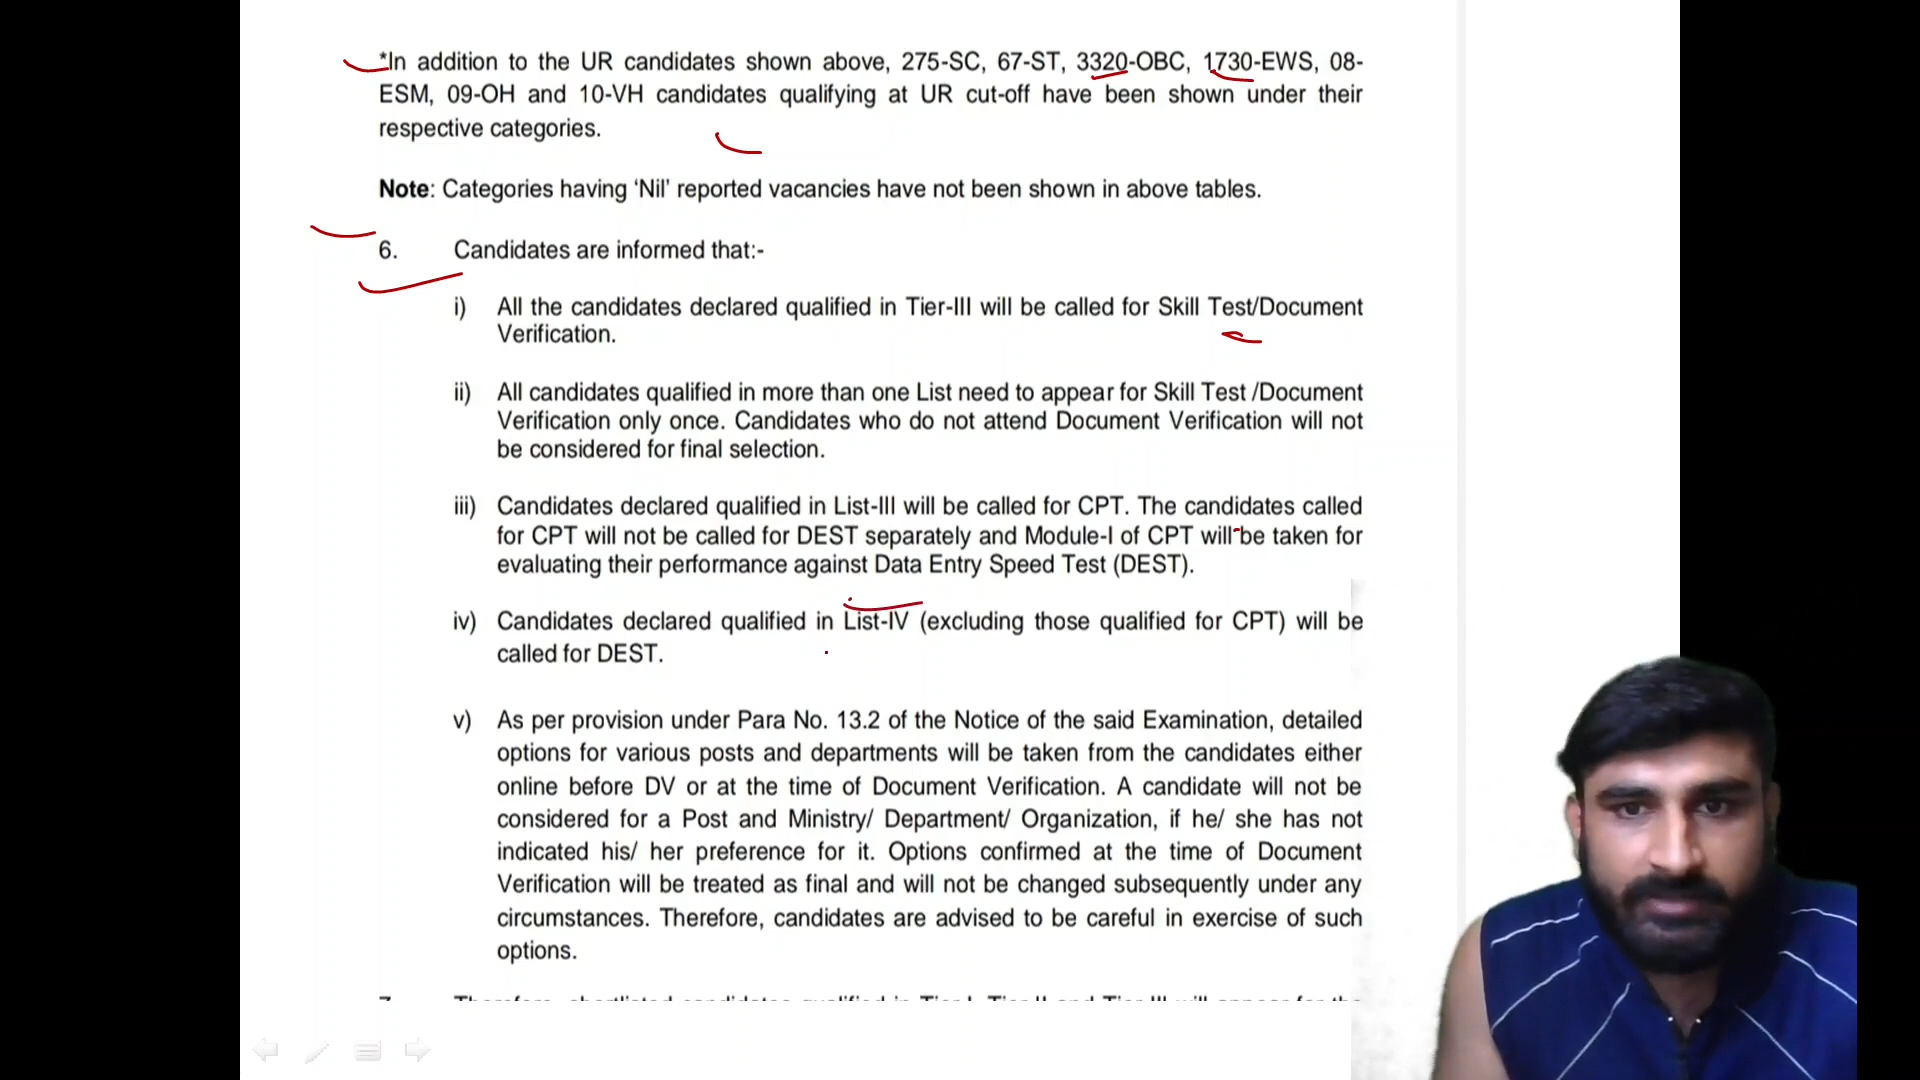 *In addition to the UR candidates shown above, 275-SC, 67-ST, 3320-OBC, 1730-EWS, 08-
ESM, 09-OH and 10-VH candidates qualifying at UR cut-off have been shown under their
respective categories.
Note: Categories having ‘Nil’ reported vacancies have not been shown in above tables.
6. Candidates are informed that:-
i) All the candidates declared qualified in Tier-III will be called for Skill Test/Document
Verification.
ii) All candidates qualified in more than one List need to appear for Skill Test /Document
Verification only once. Candidates who do not attend Document Verification will not
be considered for final selection.
iii) Candidates declared qualified in List-III will be called for CPT. The candidates called
for CPT will not be called for DEST separately and Module-I of CPT will be taken for
evaluating their performance against Data Entry Speed Test (DEST).
iv) Candidates declared qualified in List-IV (excluding those qualified for CPT) will be
called for DEST.
v) As per provision under Para No. 13.2 of the Notice of the said Examination, detailed
options for various posts and departments will be taken from the candidates either
online before DV or at the time of Document Verification. A candidate will not be
considered for a Post and Ministry/ Department/ Organization, if he/ she has not
indicated his/ her preference for it. Options confirmed at the time of Document
Verification will be treated as final and will not be changed subsequently under any
circumstances. Therefore, candidates are advised to be careful in exercise of such
options.